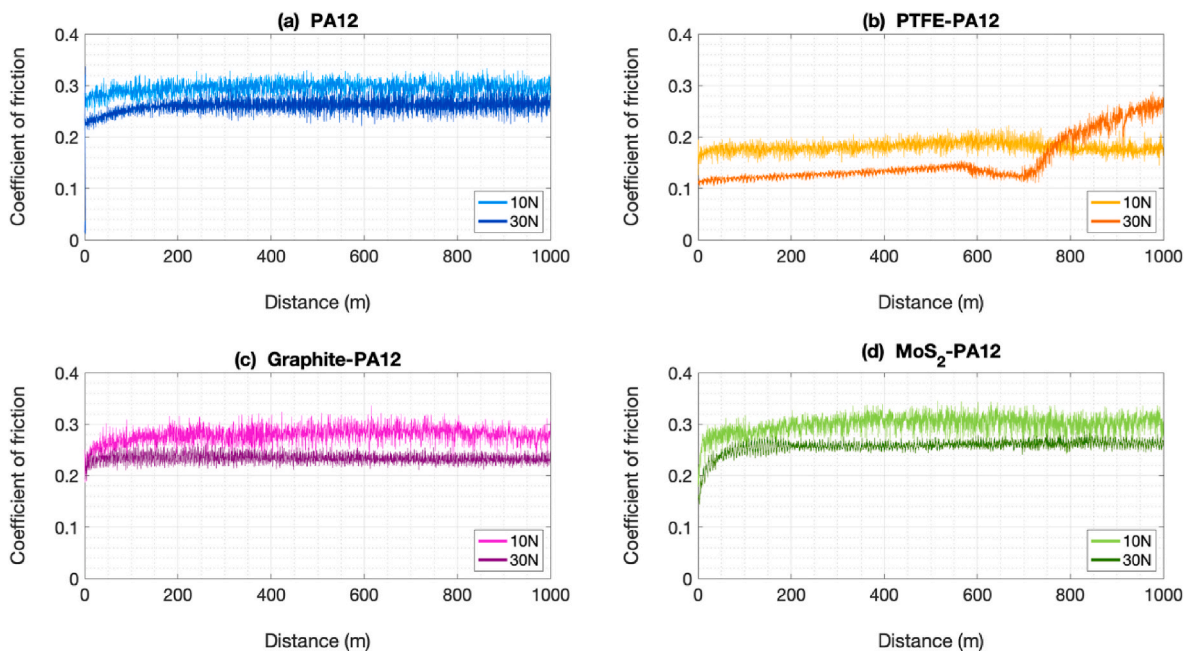 (a) PA12
Coefficient of friction
0.4
0.3
0.2
0.1
0
0 200 400 600 800 1000
Distance (m)
10N
30N
(b) PTFE-PA12
Coefficient of friction
0.4
0.3
0.2
0.1
0
0 200 400 600 800 1000
Distance (m)
10N
30N
(c) Graphite-PA12
Coefficient of friction
0.4
0.3
0.2
0.1
0
0 200 400 600 800 1000
Distance (m)
10N
30N
(d) MoS₂-PA12
Coefficient of friction
0.4
0.3
0.2
0.1
0
0 200 400 600 800 1000
Distance (m)
10N
30N